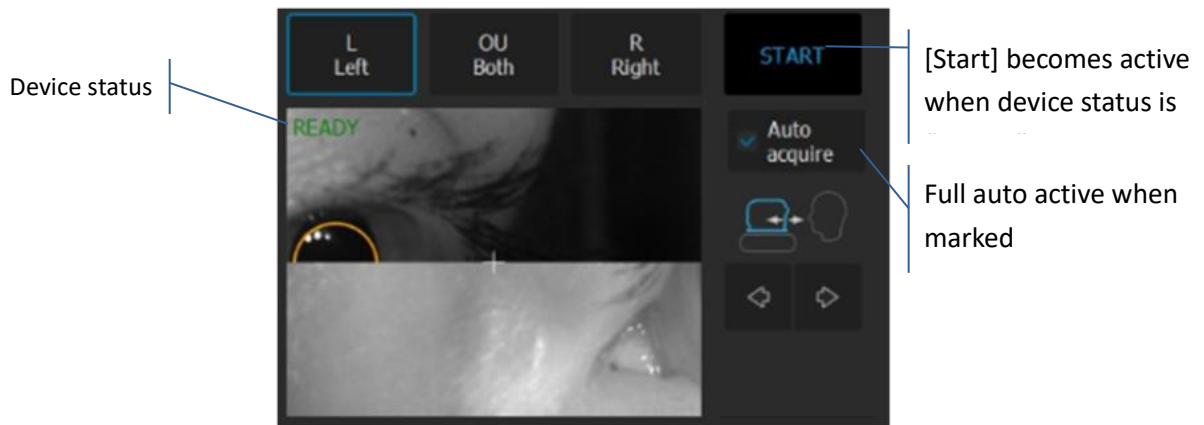 L
Left
OU
Both
R
Right
START
Device status
READY
Auto
acquire
[Start] becomes active
when device status is
Full auto active when
marked